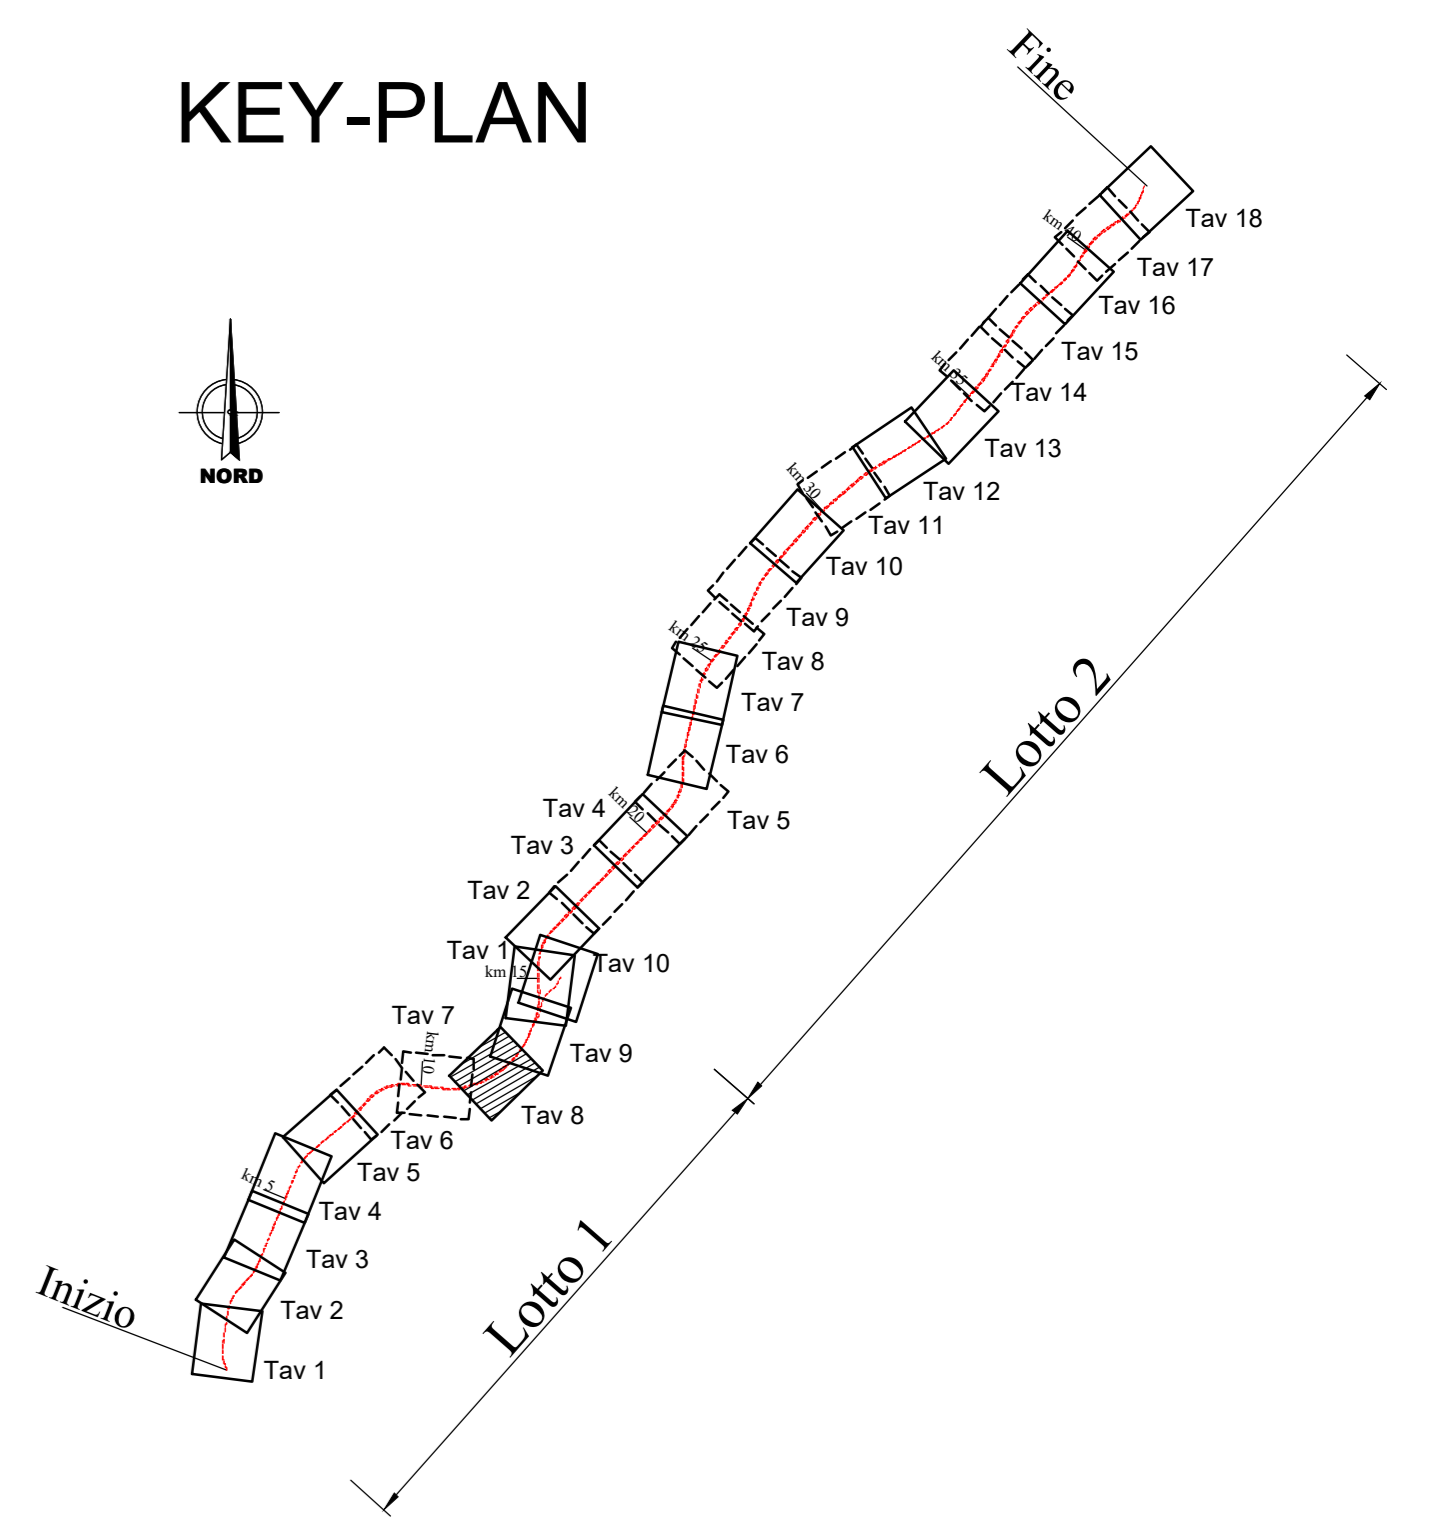 KEY-PLAN
Fine
Tav 18
km 40
Tav 17
Tav 16
Tav 15
km 35
Tav 14
Tav 13
NORD
km 30
Tav 12
Tav 11
Tav 10
Tav 9
km 25
Tav 8
Tav 7
Lotto 2
Tav 6
km 20
Tav 4
Tav 5
Tav 3
Tav 2
Tav 1
Tav 10
km 15
Tav 7
km 10
Tav 9
Tav 8
Tav 6
Tav 5
km 5
Tav 4
Tav 3
Lotto 1
Inizio
Tav 2
Tav 1